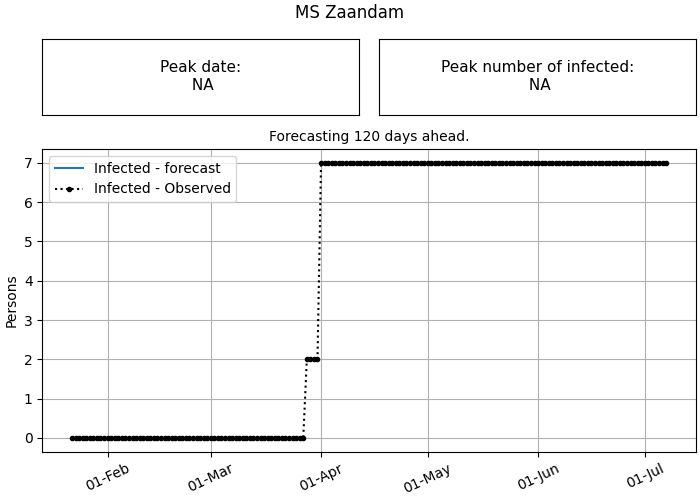 MS Zaandam
Peak date:
NA
Peak number of infected:
NA
Forecasting 120 days ahead.
Infected - forecast
Infected - Observed
Persons
7
6
5
4
3
2
1
0
01-Feb
01-Mar
01-Apr
01-May
01-Jun
01-Jul